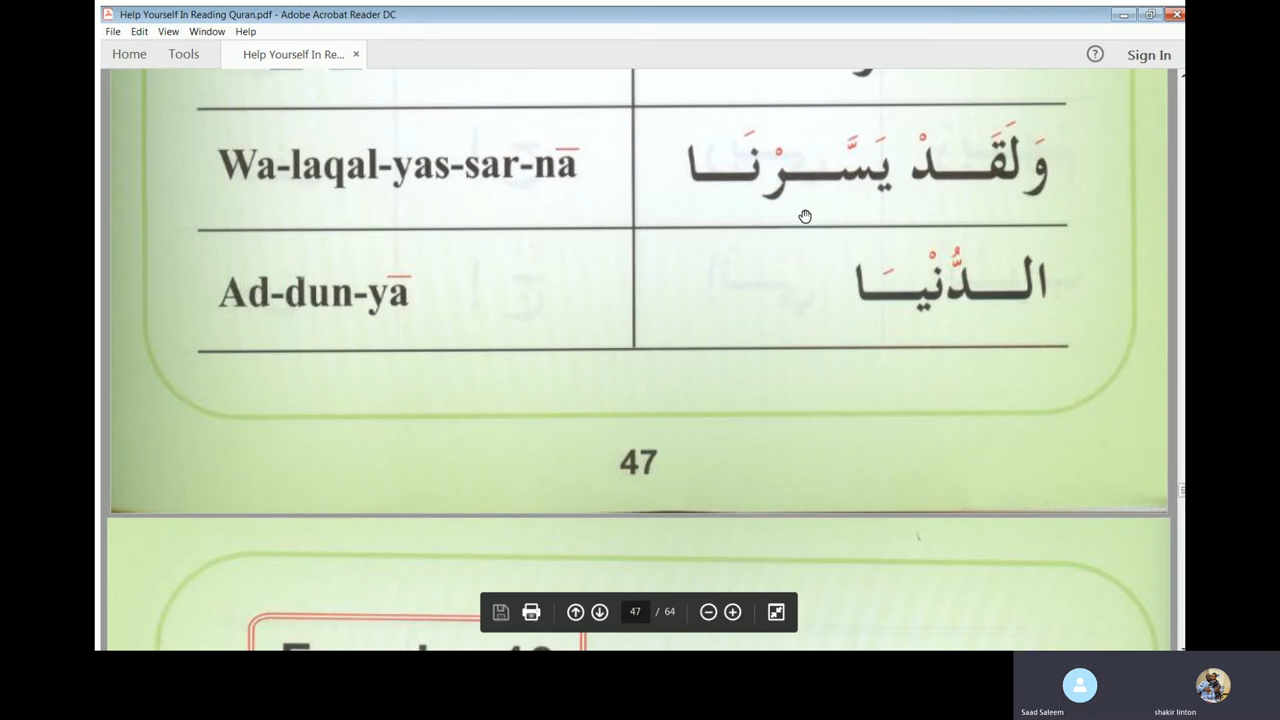 Help Yourself In Reading Quran.pdf - Adobe Acrobat Reader DC
File Edit View Window Help
Home Tools Help Yourself In Re... × ? Sign In
Wa-laqal-yas-sar-nā وَلَقَدْ يَسَّرْنَا
Ad-dun-yā الدُّنْيَا
47
47 / 64
Saad Saleem shakir linton